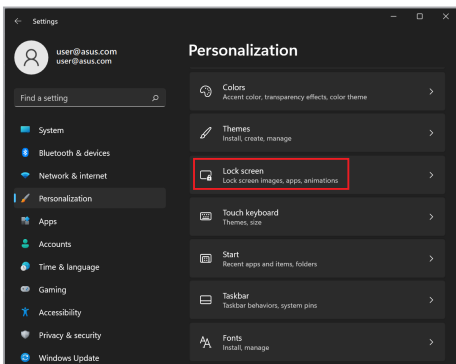 Settings
user@asus.com
user@asus.com
Find a setting
System
Bluetooth & devices
Network & internet
Personalization
Apps
Accounts
Time & language
Gaming
Accessibility
Privacy & security
Windows Update
Personalization
Colors
Accent color, transparency effects, color theme
Themes
Install, create, manage
Lock screen
Lock screen images, apps, animations
Touch keyboard
Themes, size
Start
Recent apps and items, folders
Taskbar
Taskbar behaviors, system pins
Fonts
Install, manage